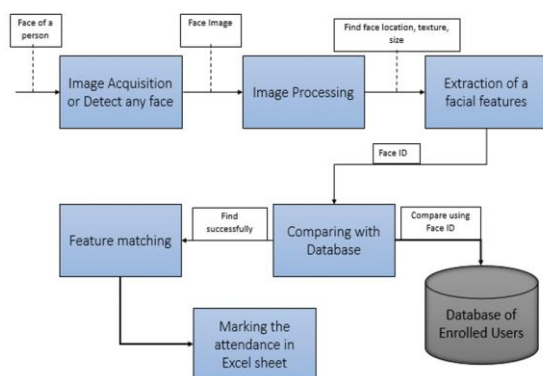 Face of a
person
Face Image
Find face location, texture,
size
Image Acquisition
or Detect any face
Image Processing
Extraction of a
facial features
Face ID
Find
successfully
Compare using
Face ID
Feature matching
Comparing with
Database
Database of
Enrolled Users
Marking the
attendance in
Excel sheet